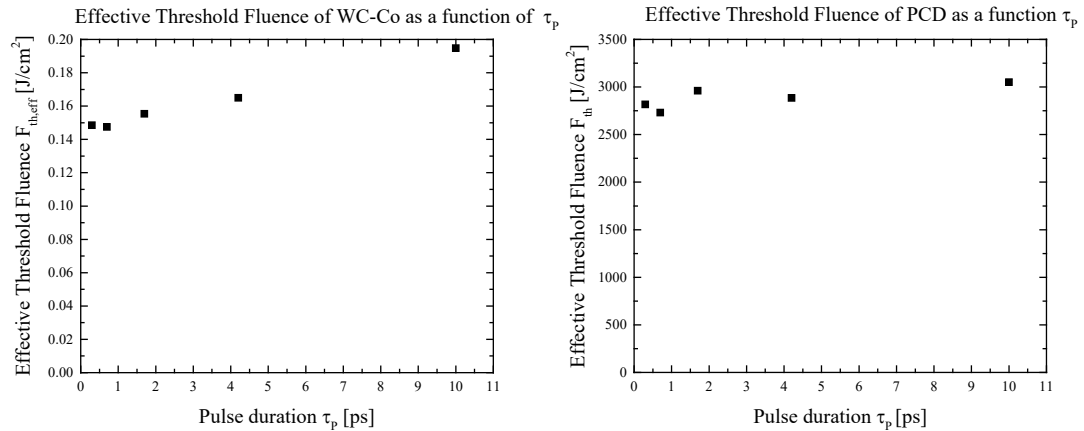 Effective Threshold Fluence of WC-Co as a function of τP
Effective Threshold Fluence Fth,eff [J/cm2]
0.20
0.18
0.16
0.14
0.12
0.10
0.08
0.06
0.04
0.02
0.00
0 1 2 3 4 5 6 7 8 9 10 11
Pulse duration τP [ps]
Effective Threshold Fluence of PCD as a function τP
Effective Threshold Fluence Fth [J/cm2]
3500
3000
2500
2000
1500
1000
500
0
0 1 2 3 4 5 6 7 8 9 10 11
Pulse duration τP [ps]